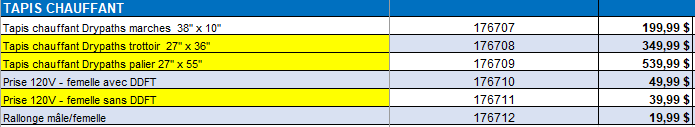 TAPIS CHAUFFANT
Tapis chauffant Drypaths marches  38" x 10" 176707 199,99 $
Tapis chauffant Drypaths trottoir  27" x 36" 176708 349,99 $
Tapis chauffant Drypaths palier 27" x 55" 176709 539,99 $
Prise 120V - femelle avec DDFT 176710 49,99 $
Prise 120V - femelle sans DDFT 176711 39,99 $
Rallonge mâle/femelle 176712 19,99 $